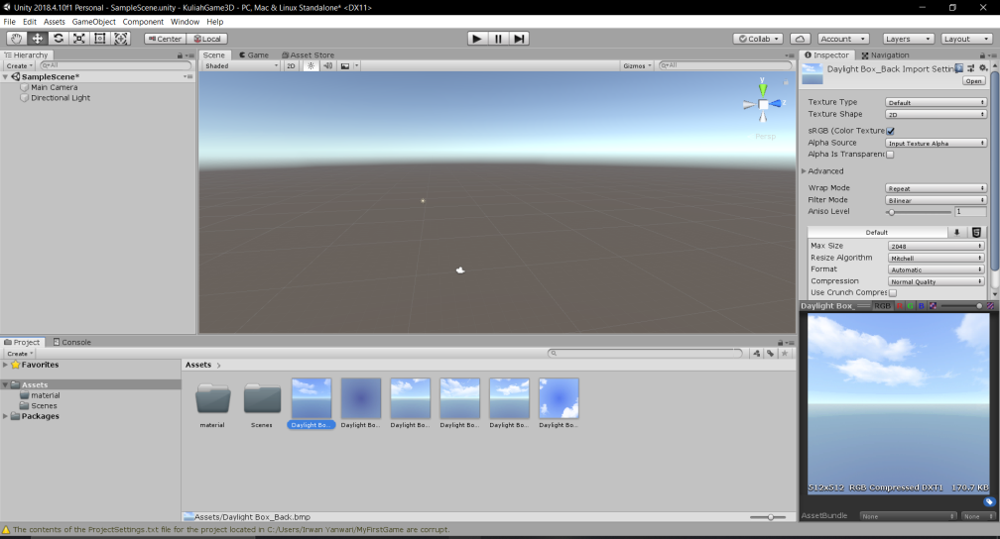 Unity 2018.4.10f1 Personal - SampleScene.unity - KuliahGame3D - PC, Mac & Linux Standalone* <DX11>
File Edit Assets GameObject Component Window Help
Center Local Collab Account Layers Layout
Hierarchy
Create All
SampleScene*
Main Camera
Directional Light
Scene Game Asset Store
Shaded 2D Gizmos All
y
z
Persp
Inspector Navigation
Daylight Box_Back Import Settin
Open
Texture Type Default
Texture Shape 2D
sRGB (Color Texture
Alpha Source Input Texture Alpha
Alpha Is Transparenc
Advanced
Wrap Mode Repeat
Filter Mode Bilinear
Aniso Level 1
Default
Max Size 2048
Resize Algorithm Mitchell
Format Automatic
Compression Normal Quality
Use Crunch Compres
Daylight Box_ RGB R G B
512x512 RGB Compressed DXT1 170.7 KB
AssetBundle None None
Project Console
Create
Favorites
Assets
material
Scenes
Packages
Assets
material Scenes Daylight Bo... Daylight Bo... Daylight Bo... Daylight Bo... Daylight Bo... Daylight Bo...
Assets/Daylight Box_Back.bmp
The contents of the ProjectSettings.txt file for the project located in C:/Users/Irwan Yanwari/MyFirstGame are corrupt.